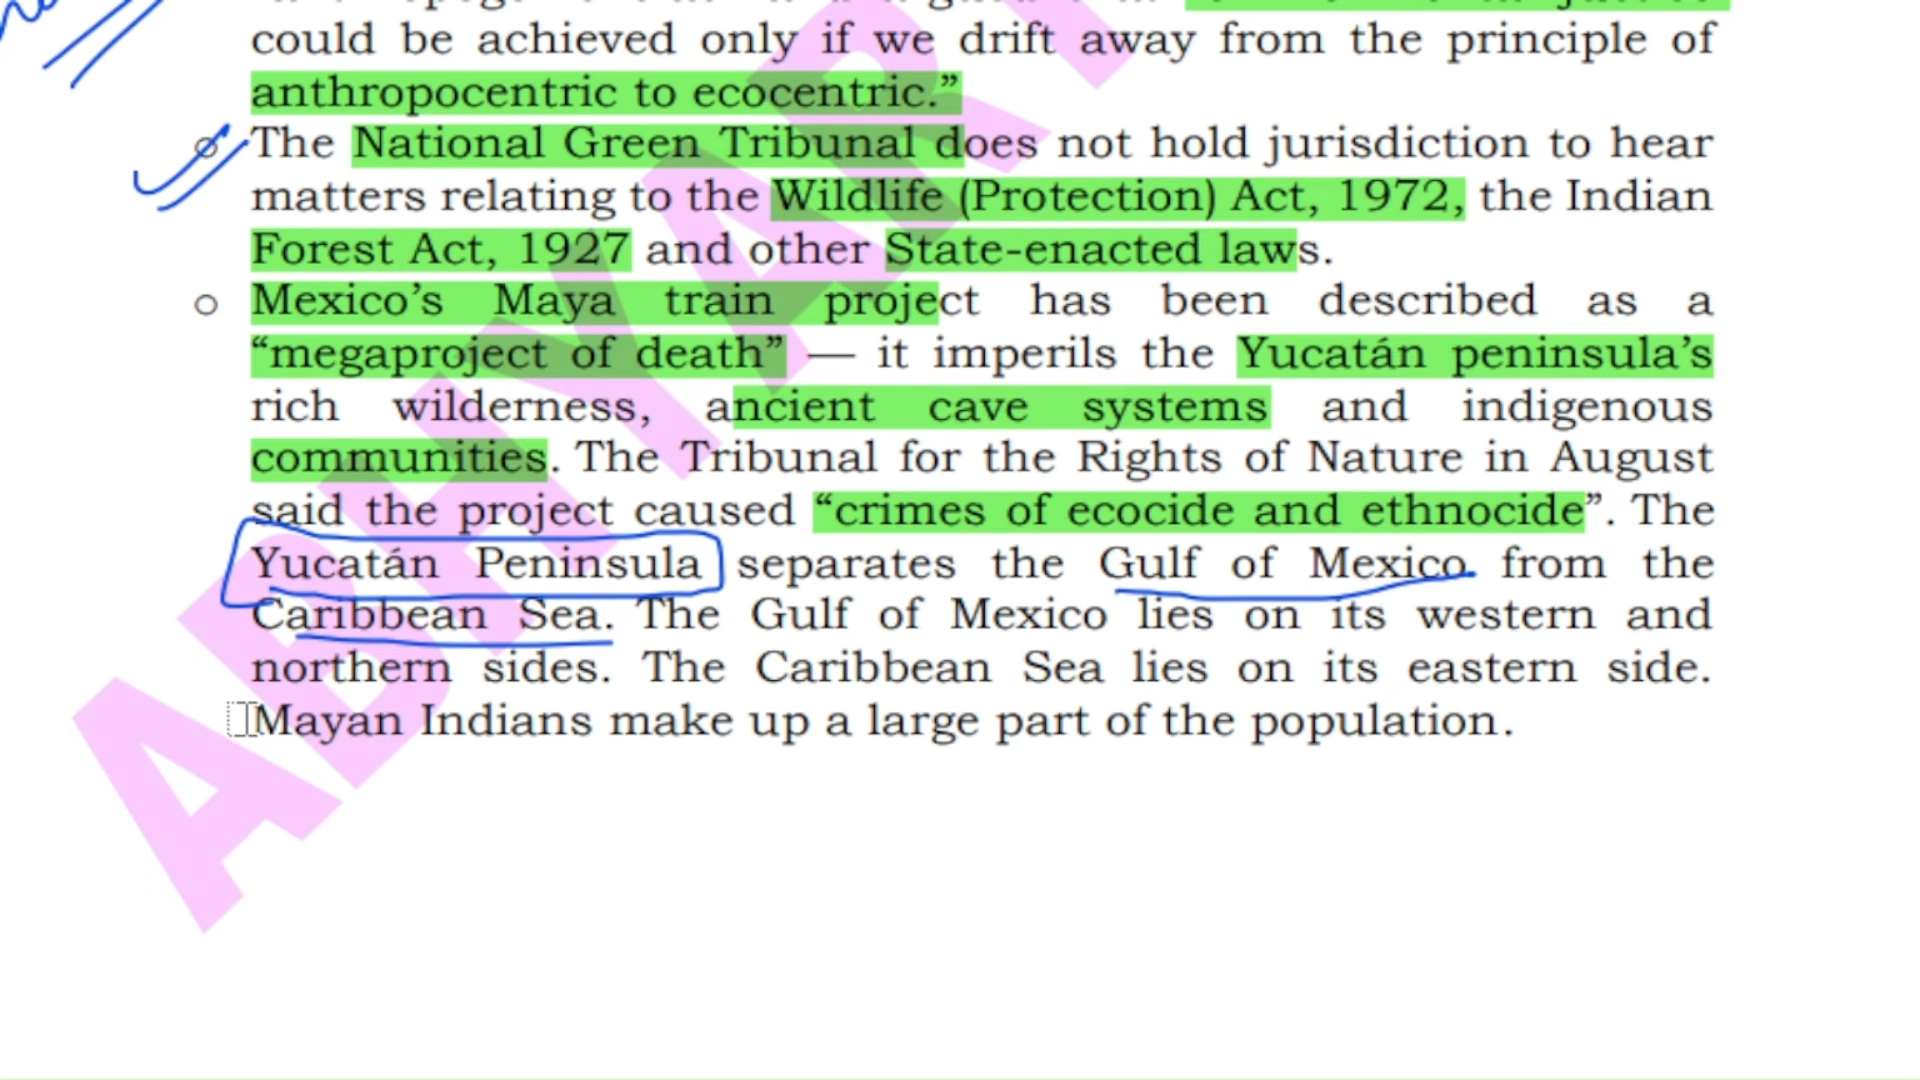 could be achieved only if we drift away from the principle of
anthropocentric to ecocentric.”
The National Green Tribunal does not hold jurisdiction to hear
matters relating to the Wildlife (Protection) Act, 1972, the Indian
Forest Act, 1927 and other State-enacted laws.
Mexico’s Maya train project has been described as a
“megaproject of death” — it imperils the Yucatán peninsula’s
rich wilderness, ancient cave systems and indigenous
communities. The Tribunal for the Rights of Nature in August
said the project caused “crimes of ecocide and ethnocide”. The
Yucatán Peninsula separates the Gulf of Mexico from the
Caribbean Sea. The Gulf of Mexico lies on its western and
northern sides. The Caribbean Sea lies on its eastern side.
Mayan Indians make up a large part of the population.
ABHYAR